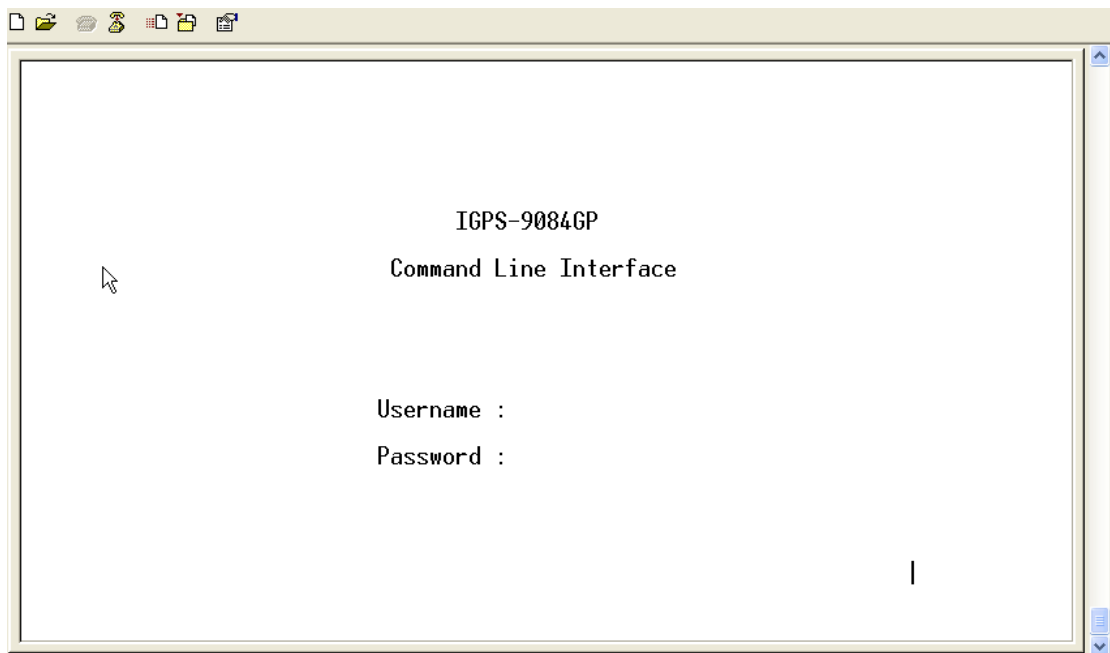 IGPS-9084GP
Command Line Interface
Username :
Password :